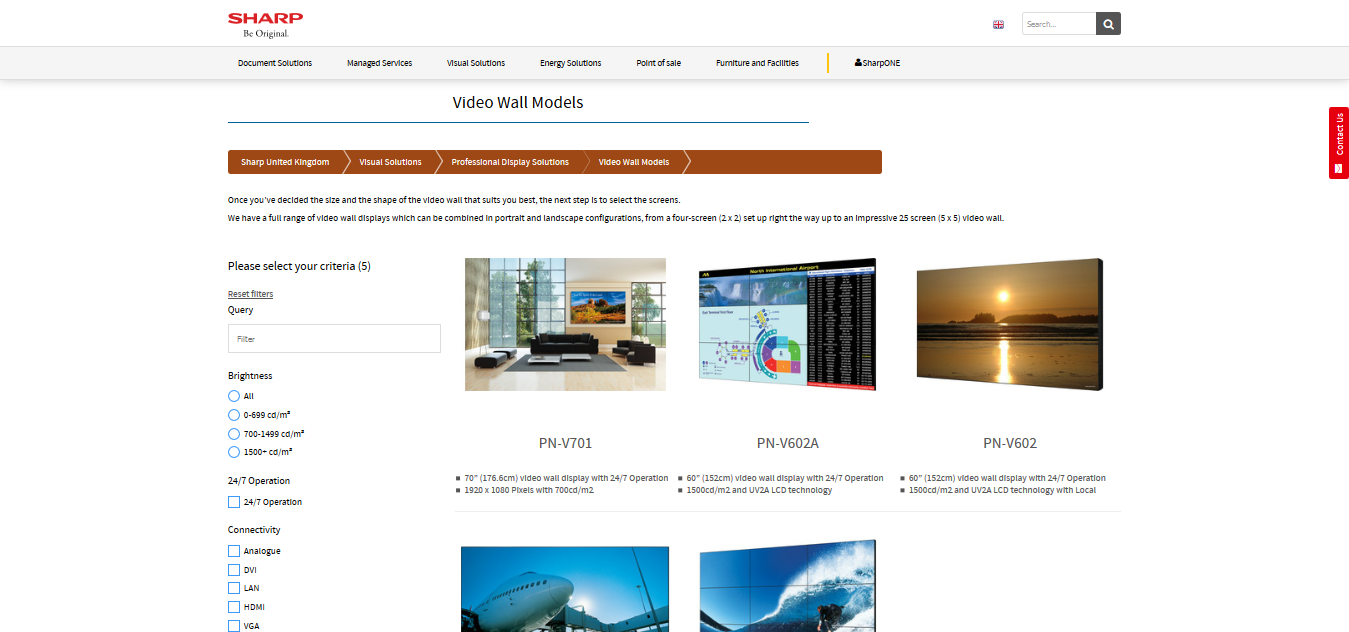 SHARP
Be Original.
Search...
Document Solutions
Managed Services
Visual Solutions
Energy Solutions
Point of sale
Furniture and Facilities
SharpONE
Contact Us
Video Wall Models
Sharp United Kingdom
Visual Solutions
Professional Display Solutions
Video Wall Models
Once you've decided the size and the shape of the video wall that suits you best, the next step is to select the screens.
We have a full range of video wall displays which can be combined in portrait and landscape configurations, from a four-screen (2 x 2) set up right the way up to an impressive 25 screen (5 x 5) video wall.
Please select your criteria (5)
Reset filters
Query
Filter
Brightness
All
0-699 cd/m²
700-1499 cd/m²
1500+ cd/m²
24/7 Operation
24/7 Operation
Connectivity
Analogue
DVI
LAN
HDMI
VGA
North International Airport
PN-V701
70" (176.6cm) video wall display with 24/7 Operation
1920 x 1080 Pixels with 700cd/m2
PN-V602A
60" (152cm) video wall display with 24/7 Operation
1500cd/m2 and UV2A LCD technology
PN-V602
60" (152cm) video wall display with 24/7 Operation
1500cd/m2 and UV2A LCD technology with Local